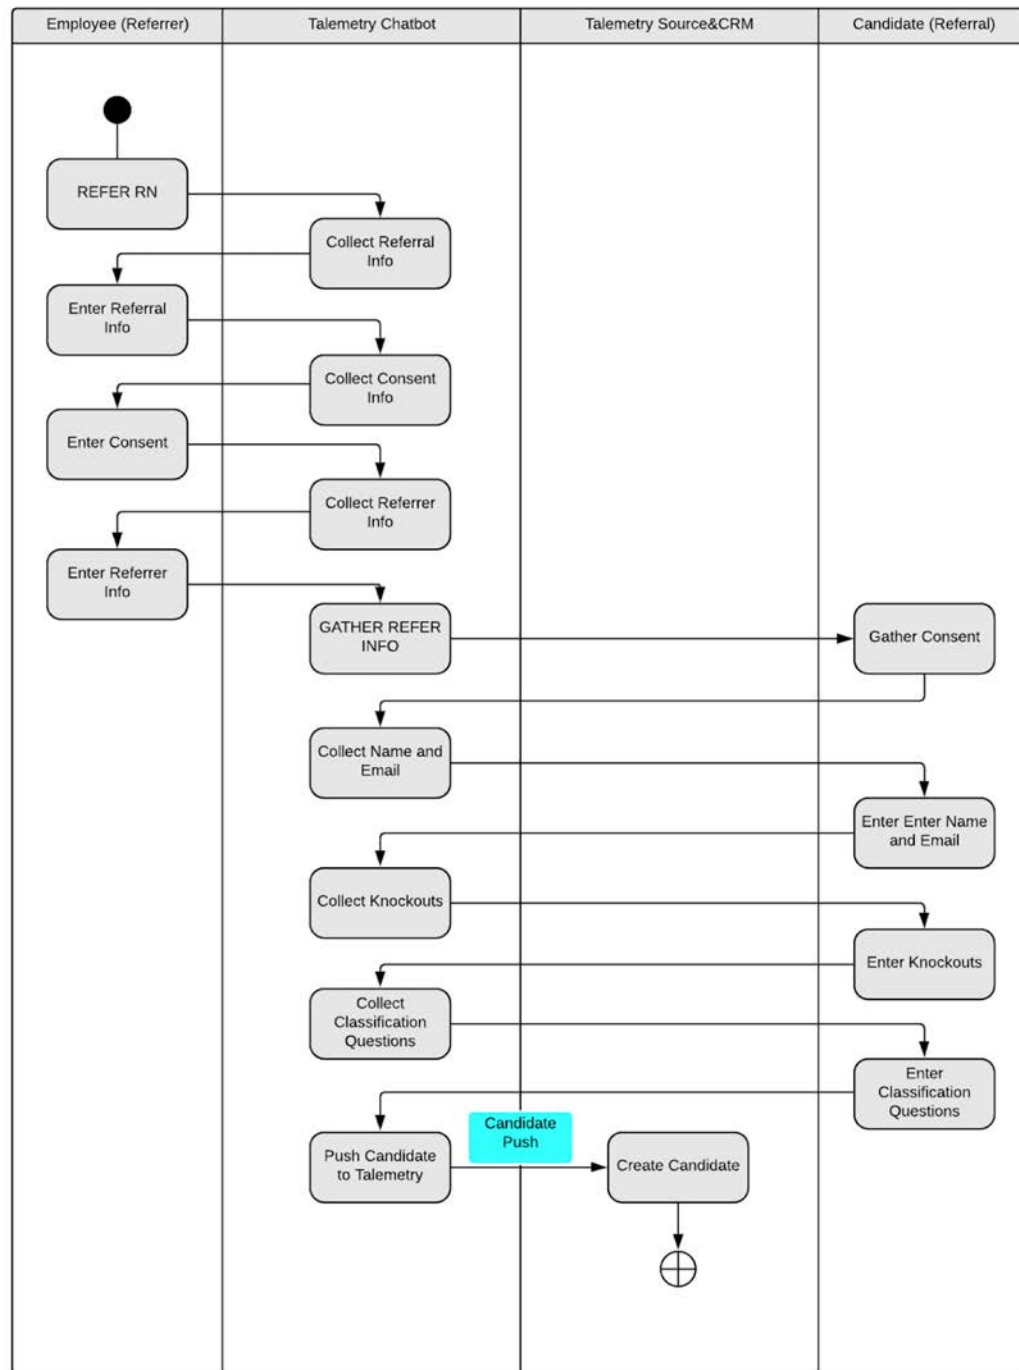 Employee (Referrer)
Talemetry Chatbot
Talemetry Source&CRM
Candidate (Referral)
REFER RN
Collect Referral
Info
Enter Referral
Info
Collect Consent
Info
Enter Consent
Collect Referrer
Info
Enter Referrer
Info
GATHER REFER
INFO
Gather Consent
Collect Name and
Email
Enter Enter Name
and Email
Collect Knockouts
Enter Knockouts
Collect
Classification
Questions
Enter
Classification
Questions
Candidate
Push
Push Candidate
to Talemetry
Create Candidate